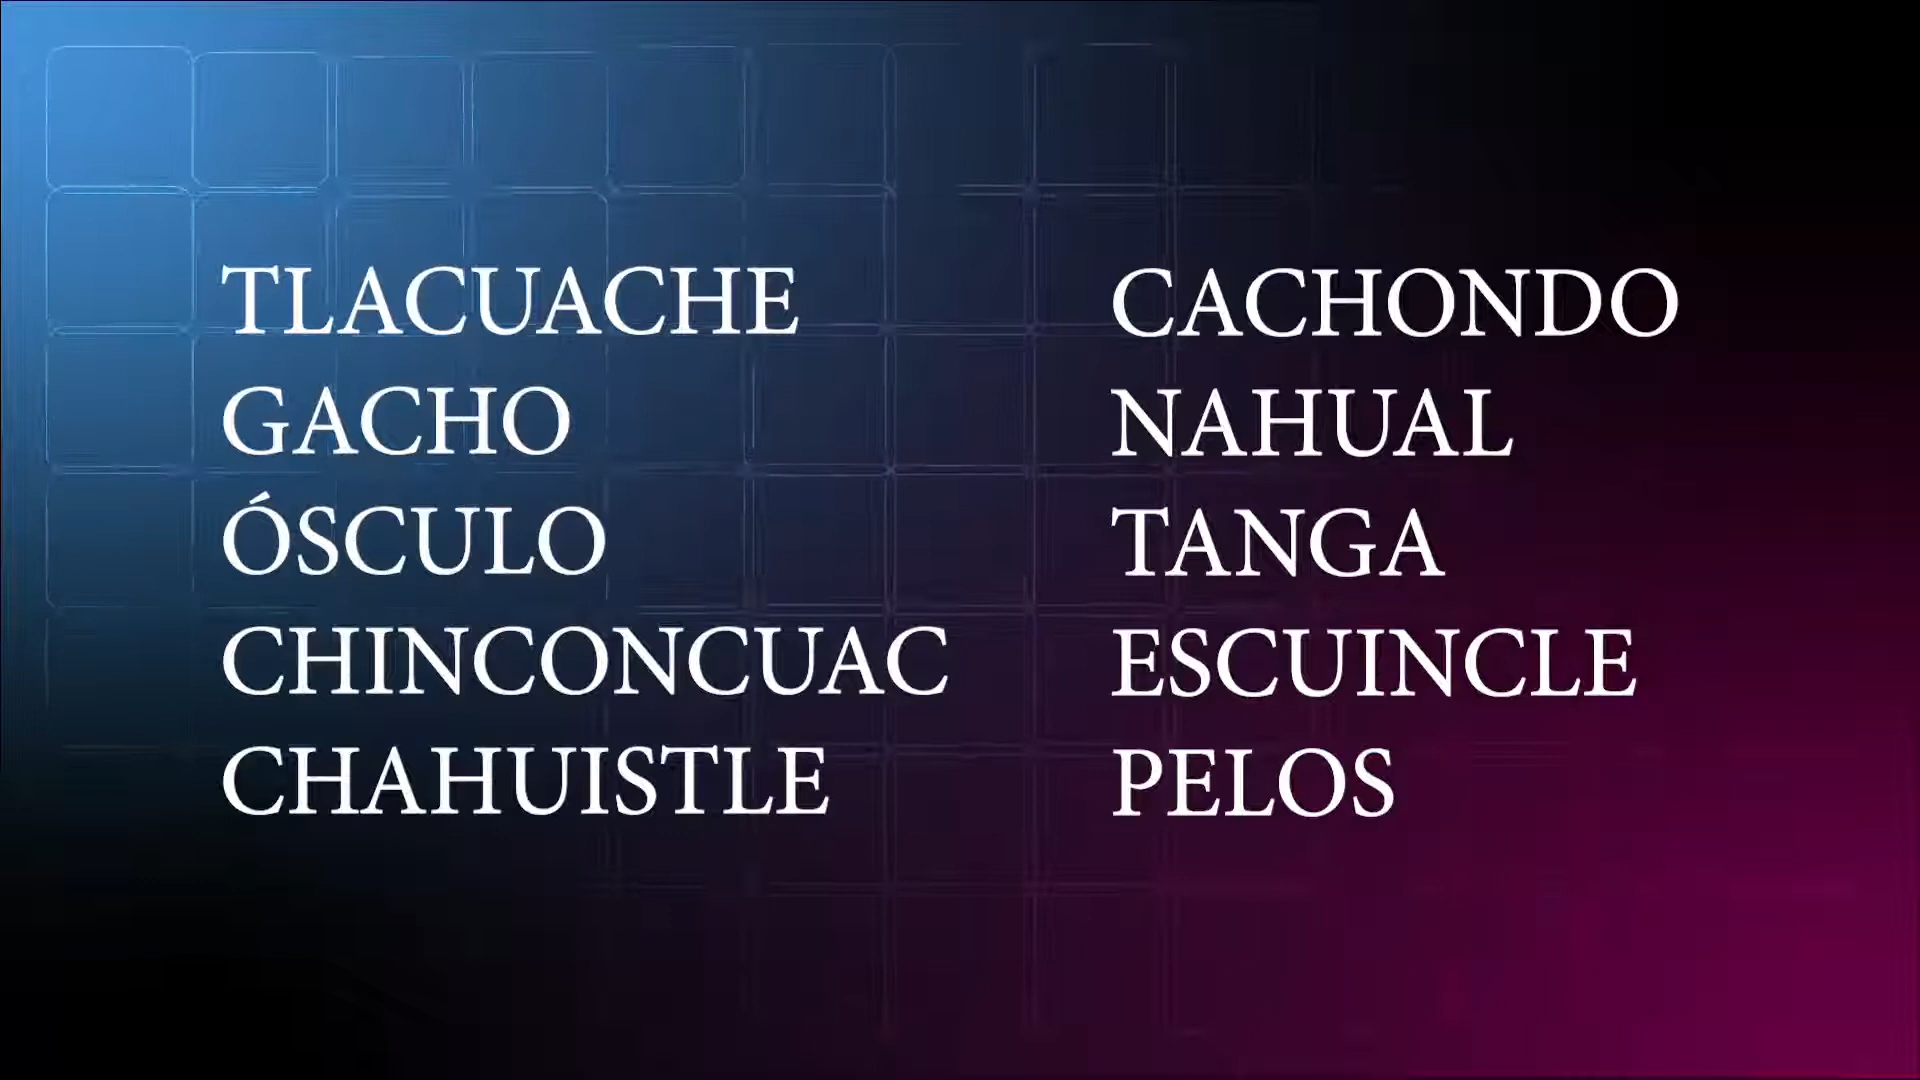 TLACUACHE
GACHO
ÓSCULO
CHINCONCUAC
CHAHUISTLE
CACHONDO
NAHUAL
TANGA
ESCUINCLE
PELOS